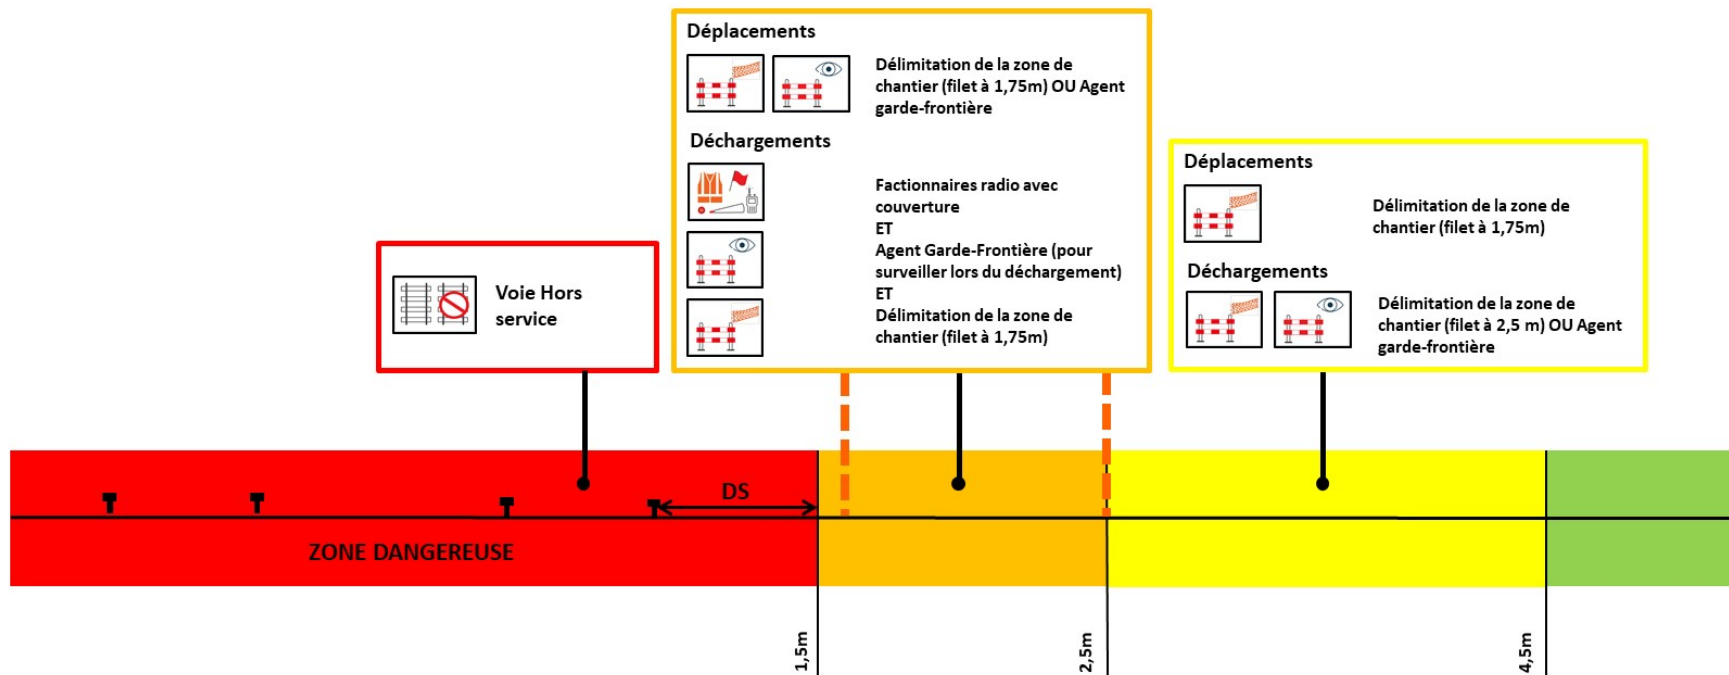 Déplacements
Délimitation de la zone de
chantier (filet à 1,75m) OU Agent
garde-frontière
Déchargements
Factionnaires radio avec
couverture
ET
Agent Garde-Frontière (pour
surveiller lors du déchargement)
ET
Délimitation de la zone de
chantier (filet à 1,75m)
Déplacements
Délimitation de la zone de
chantier (filet à 1,75m)
Déchargements
Délimitation de la zone de
chantier (filet à 2,5 m) OU Agent
garde-frontière
Voie Hors
service
DS
ZONE DANGEREUSE
1,5m
2,5m
4,5m